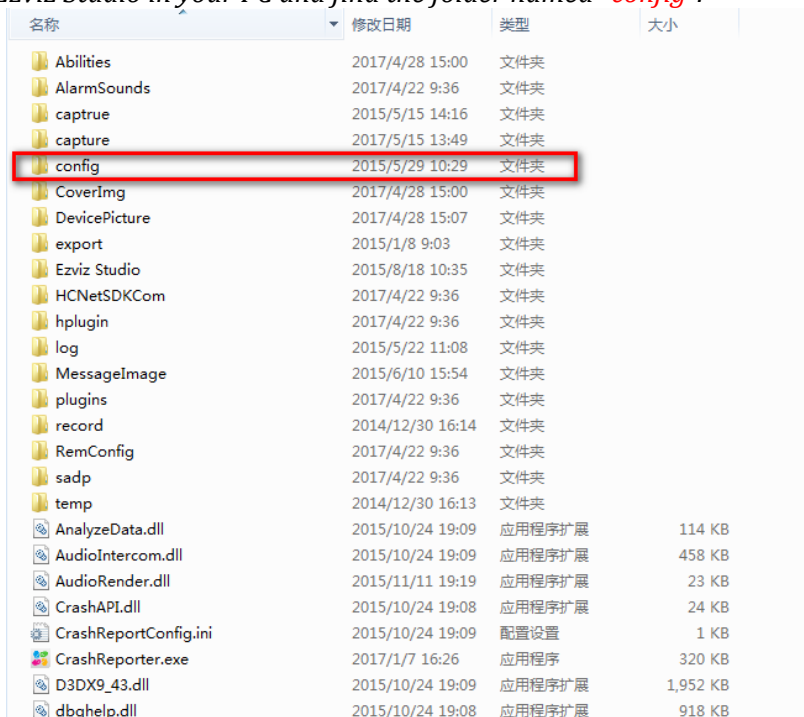 EZVIZ Studio in your PC and find the folder named "config".
名称 修改日期 类型 大小
Abilities 2017/4/28 15:00 文件夹
AlarmSounds 2017/4/22 9:36 文件夹
captrue 2015/5/15 14:16 文件夹
capture 2017/5/15 13:49 文件夹
config 2015/5/29 10:29 文件夹
CoverImg 2017/4/28 15:00 文件夹
DevicePicture 2017/4/28 15:07 文件夹
export 2015/1/8 9:03 文件夹
Ezviz Studio 2015/8/18 10:35 文件夹
HCNetSDKCom 2017/4/22 9:36 文件夹
hplugin 2017/4/22 9:36 文件夹
log 2015/5/22 11:08 文件夹
MessageImage 2015/6/10 15:54 文件夹
plugins 2017/4/22 9:36 文件夹
record 2014/12/30 16:14 文件夹
RemConfig 2017/4/22 9:36 文件夹
sadp 2017/4/22 9:36 文件夹
temp 2014/12/30 16:13 文件夹
AnalyzeData.dll 2015/10/24 19:09 应用程序扩展 114 KB
AudioIntercom.dll 2015/10/24 19:09 应用程序扩展 458 KB
AudioRender.dll 2015/11/11 19:19 应用程序扩展 23 KB
CrashAPI.dll 2015/10/24 19:08 应用程序扩展 24 KB
CrashReportConfig.ini 2015/10/24 19:09 配置设置 1 KB
CrashReporter.exe 2017/1/7 16:26 应用程序 320 KB
D3DX9_43.dll 2015/10/24 19:09 应用程序扩展 1,952 KB
dbghelp.dll 2015/10/24 19:08 应用程序扩展 918 KB